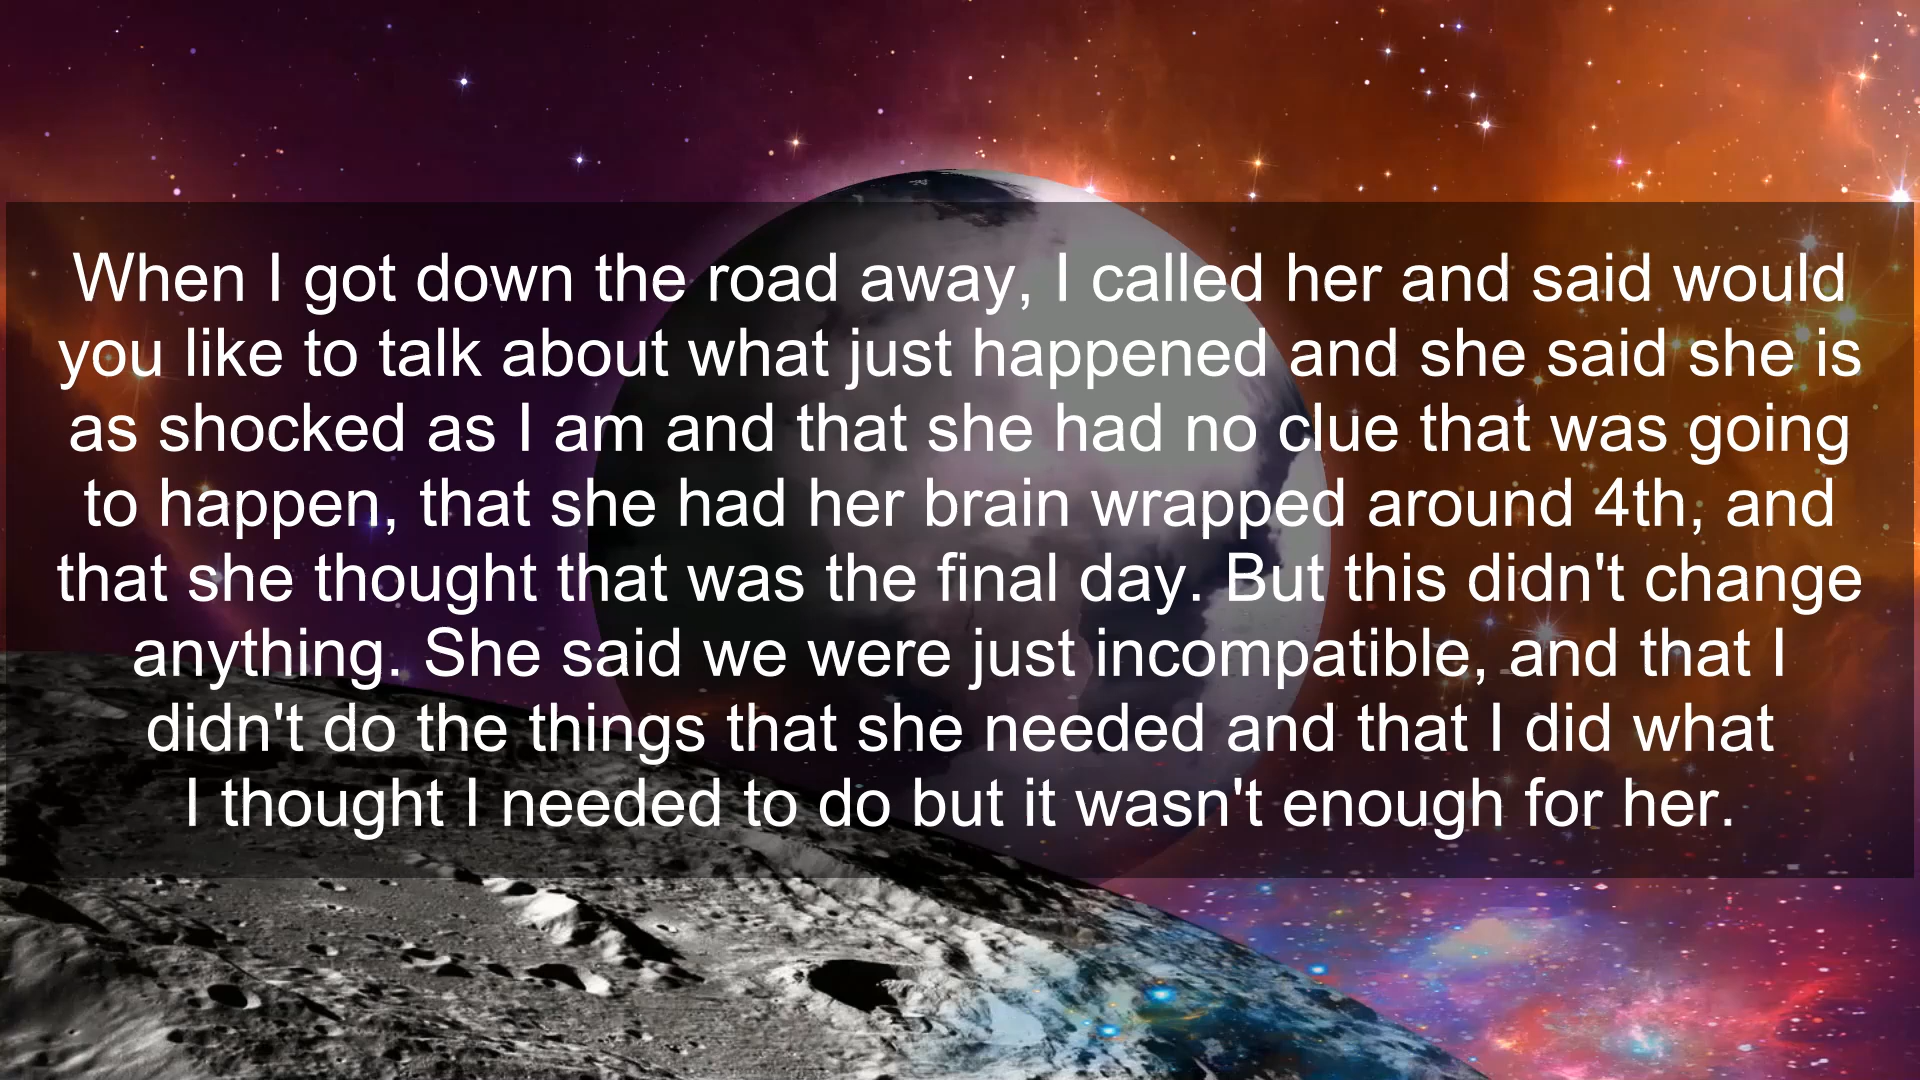 When I got down the road away, I called her and said would
you like to talk about what just happened and she said she is
as shocked as I am and that she had no clue that was going
to happen, that she had her brain wrapped around 4th, and
that she thought that was the final day. But this didn't change
anything. She said we were just incompatible, and that I
didn't do the things that she needed and that I did what
I thought I needed to do but it wasn't enough for her.